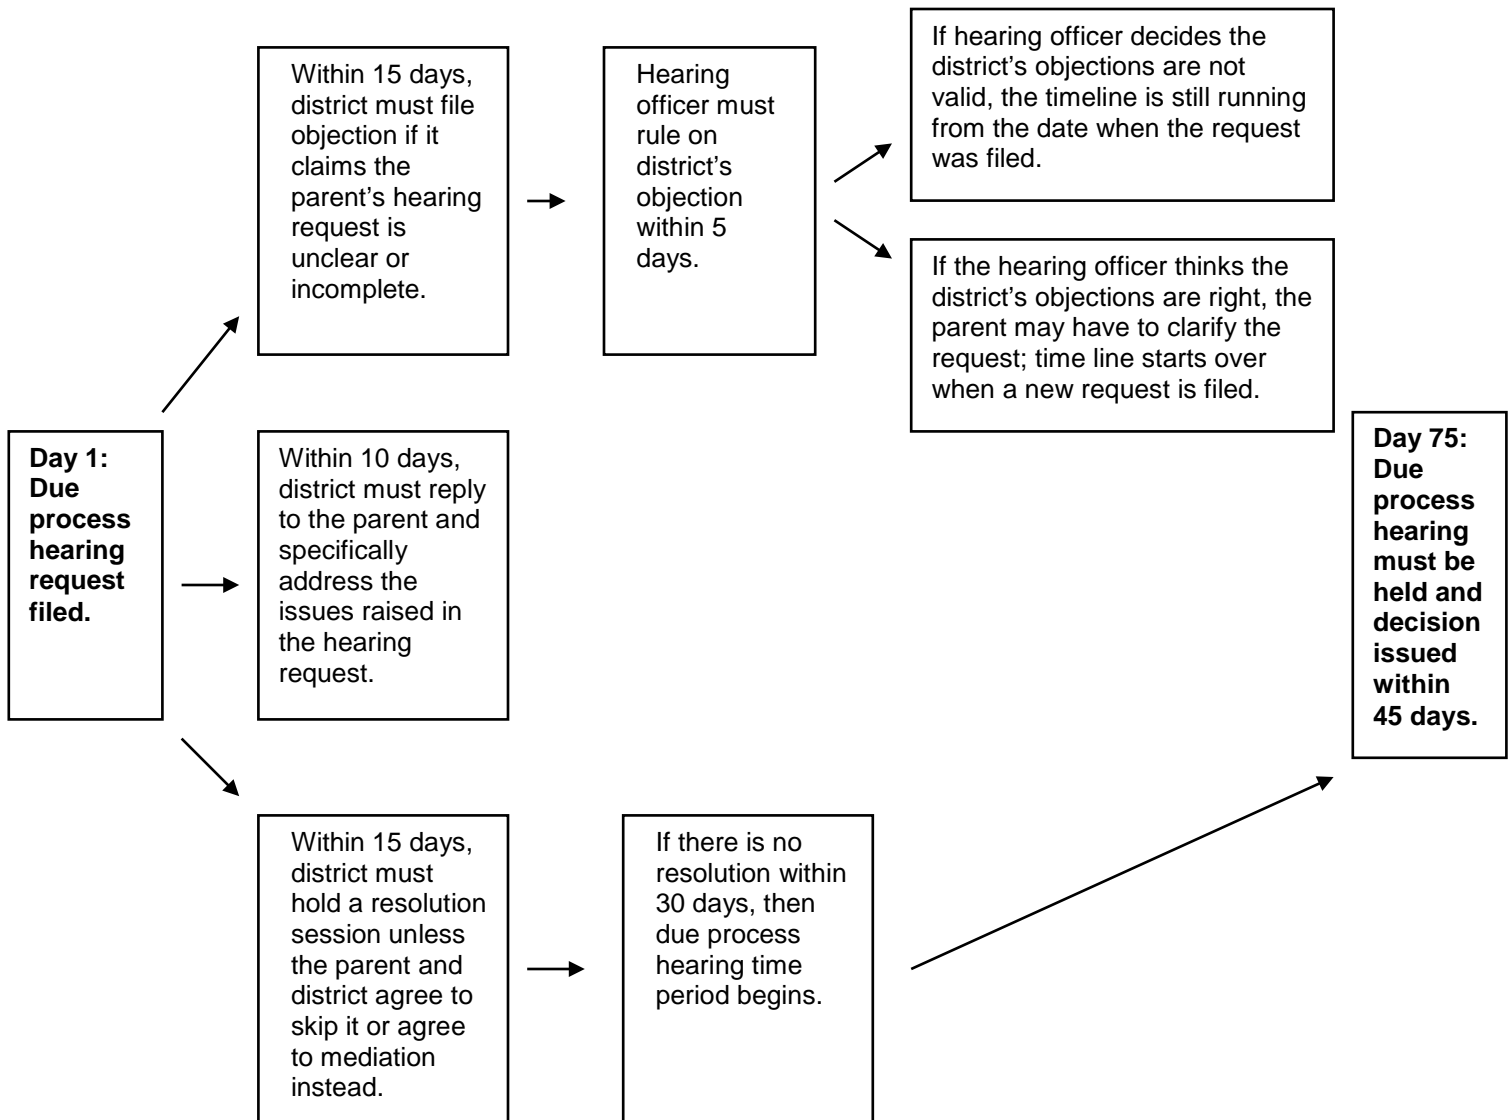 Within 15 days,
district must file
objection if it
claims the
parent’s hearing
request is
unclear or
incomplete.
Hearing
officer must
rule on
district’s
objection
within 5
days.
If hearing officer decides the
district’s objections are not
valid, the timeline is still running
from the date when the request
was filed.
If the hearing officer thinks the
district’s objections are right, the
parent may have to clarify the
request; time line starts over
when a new request is filed.
Day 1:
Due
process
hearing
request
filed.
Within 10 days,
district must reply
to the parent and
specifically
address the
issues raised in
the hearing
request.
Day 75:
Due
process
hearing
must be
held and
decision
issued
within
45 days.
Within 15 days,
district must
hold a resolution
session unless
the parent and
district agree to
skip it or agree
to mediation
instead.
If there is no
resolution within
30 days, then
due process
hearing time
period begins.